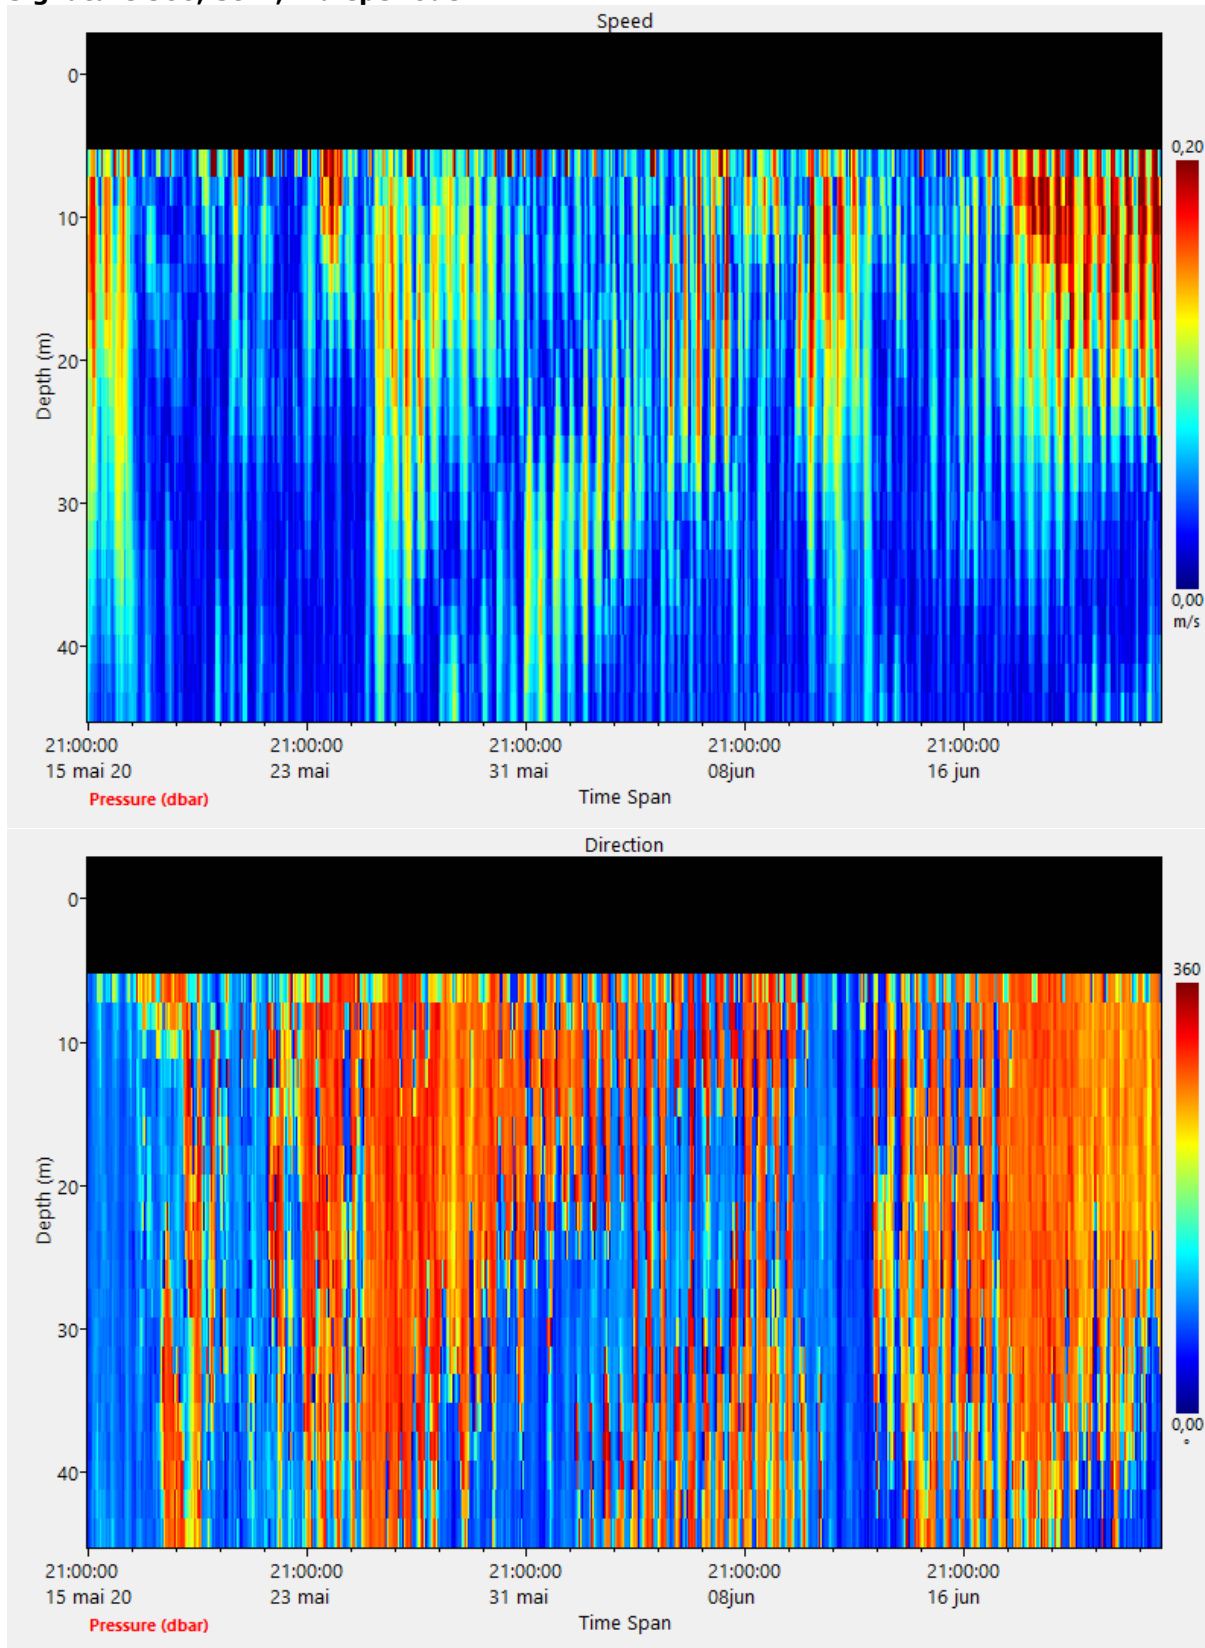 Speed
0
10
20
30
40
Depth (m)
0,20
0,00
m/s
21:00:00 21:00:00 21:00:00 21:00:00 21:00:00
15 mai 20 23 mai 31 mai 08jun 16 jun
Pressure (dbar) Time Span
Direction
0
10
20
30
40
Depth (m)
360
0,00
°
21:00:00 21:00:00 21:00:00 21:00:00 21:00:00
15 mai 20 23 mai 31 mai 08jun 16 jun
Pressure (dbar) Time Span